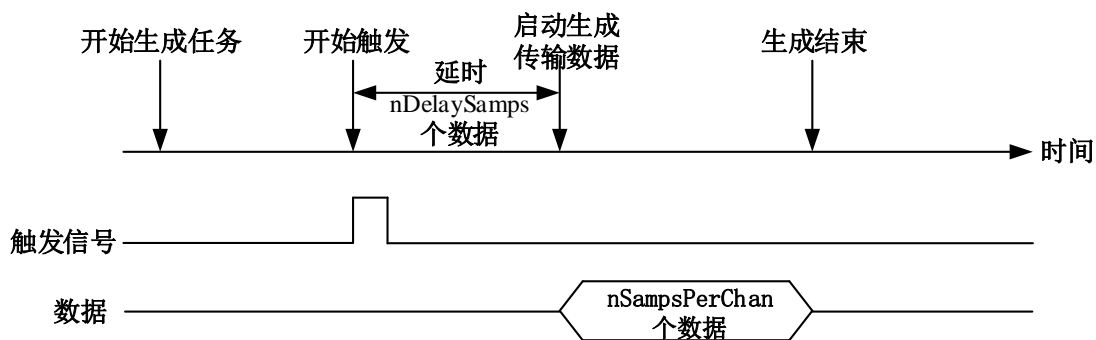 开始生成任务
开始触发
启动生成
传输数据
生成结束
延时
nDelaySamps
个数据
时间
触发信号
数据
nSampsPerChan
个数据